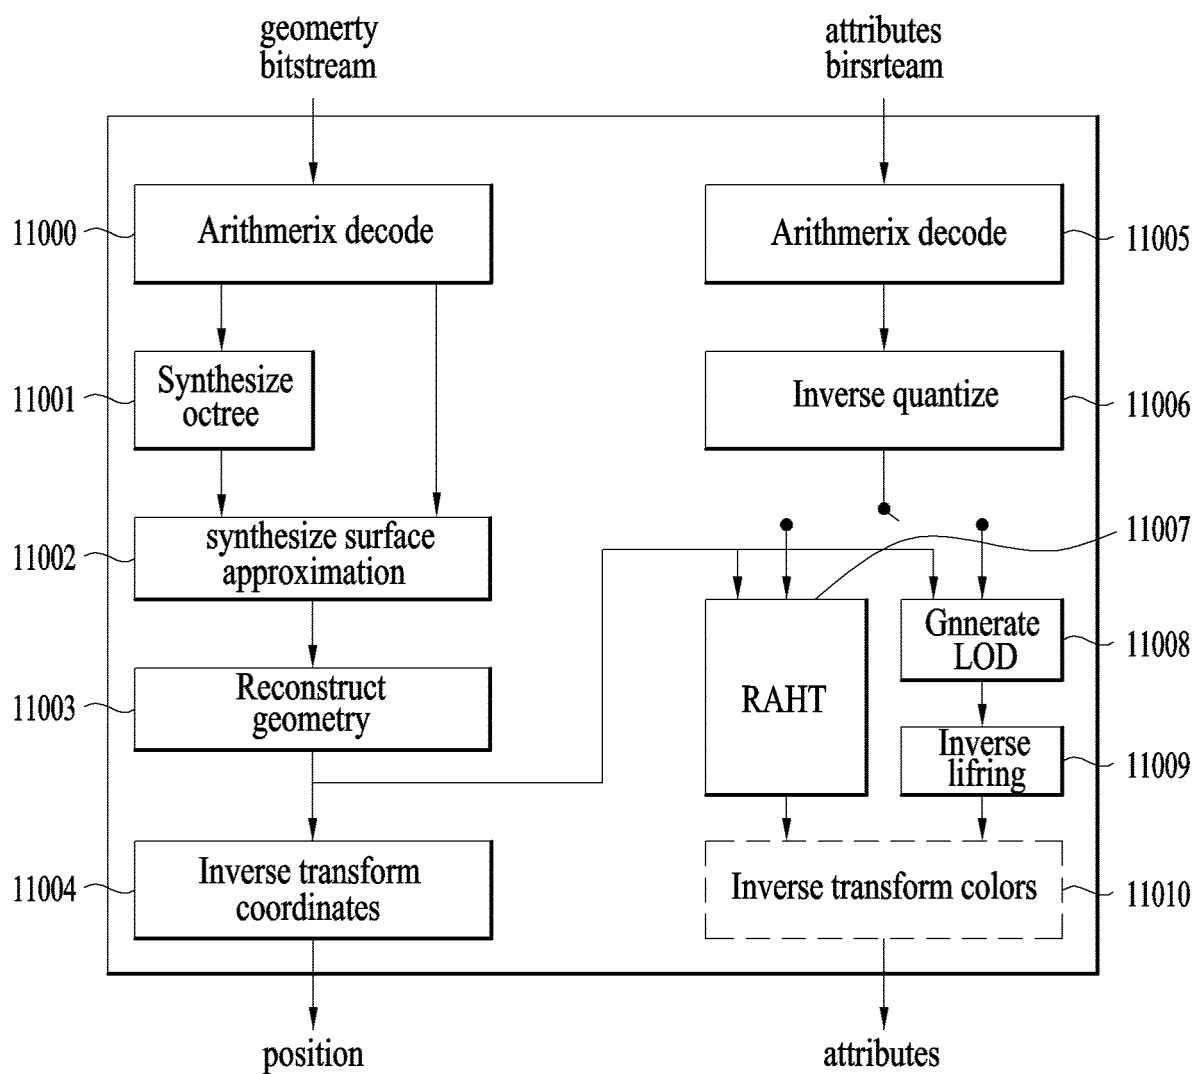 geomerty
bitstream
attributes
birsrteam
11000
Arithmerix decode
Arithmerix decode
11005
11001
Synthesize
octree
Inverse quantize
11006
11002
synthesize surface
approximation
11007
11003
Reconstruct
geometry
RAHT
Gnnerate
LOD
11008
Inverse
lifring
11009
11004
Inverse transform
coordinates
Inverse transform colors
11010
position
attributes